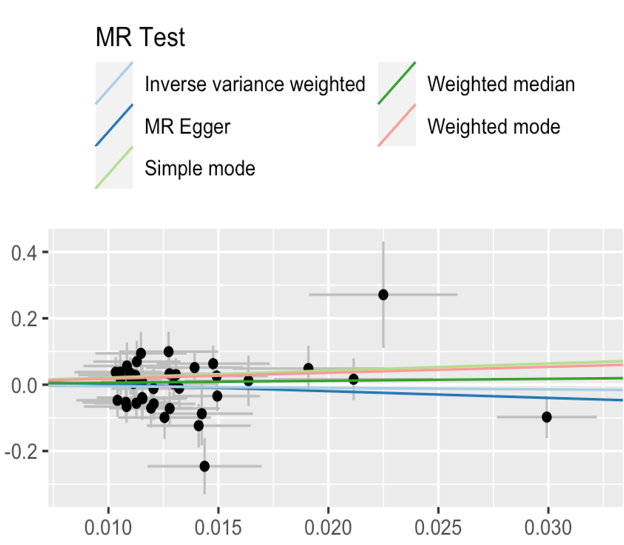 MR Test
Inverse variance weighted
Weighted median
MR Egger
Weighted mode
Simple mode
0.4
0.2
0.0
-0.2
0.010 0.015 0.020 0.025 0.030